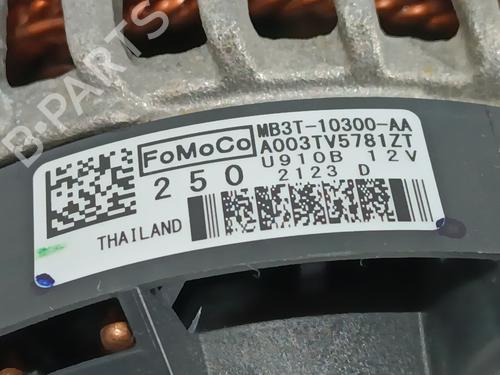 B-PARTS
FoMoCo
MB3T-10300-AA
A003TV5781ZT
250
U910B 12V
2123 D
THAILAND